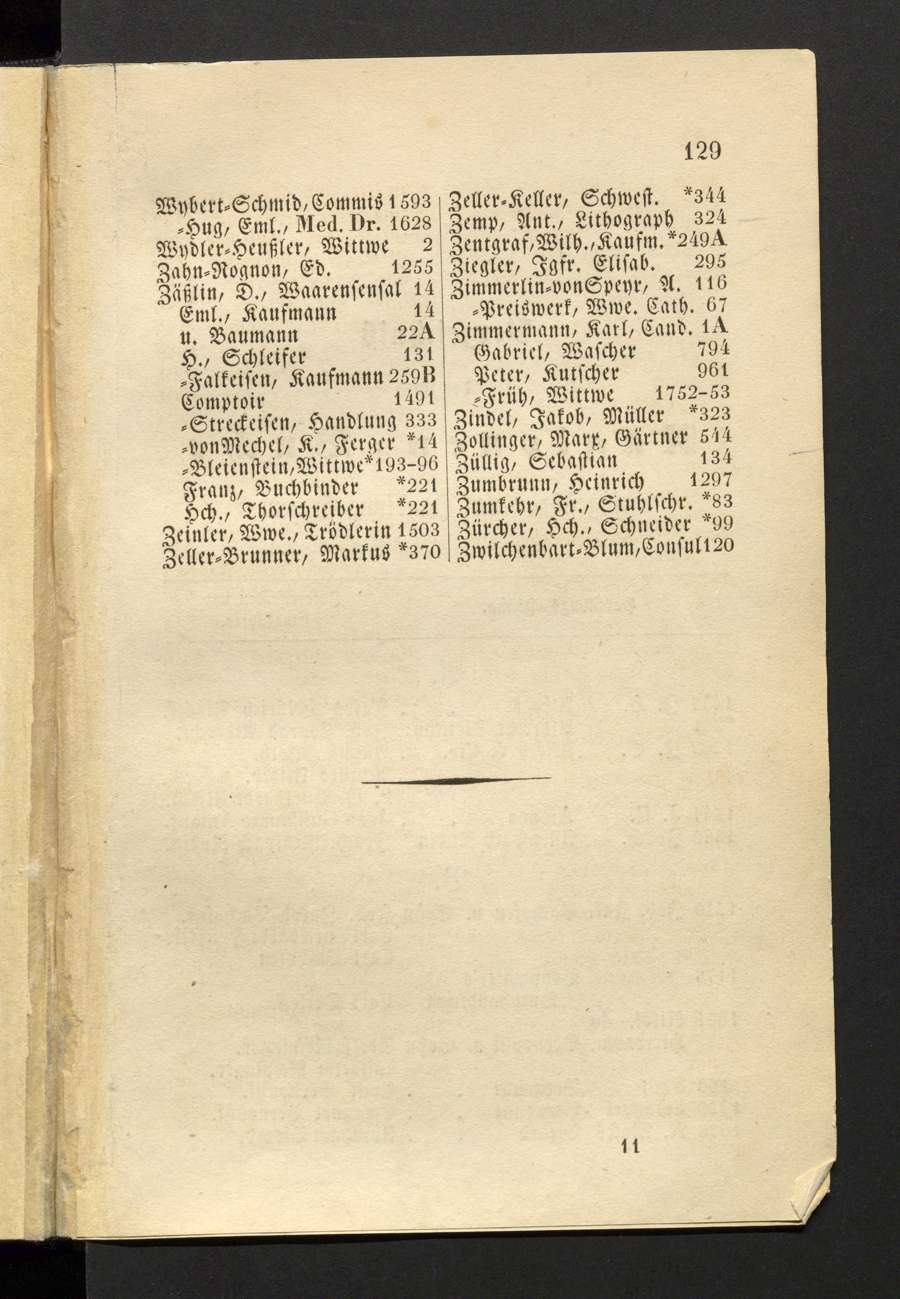 129
Wybert-Schmid, Commis 1593
-Hug, Eml., Med. Dr. 1628
Wydler-Heußler, Wittwe 2
Zahn-Rognon, Ed. 1255
Zäßlin, D., Waarensensal 14
Eml., Kaufmann 14
u. Baumann 22A
H., Schleifer 131
-Falkeisen, Kaufmann 259B
Comptoir 1491
-Streckeisen, Handlung 333
-vonMechel, K., Ferger *14
-Bleienstein, Wittwe *193-96
Franz, Buchbinder *221
Hch., Thorschreiber *221
Zeinler, Wwe., Trödlerin 1503
Zeller-Brunner, Markus *370
Zeller-Keller, Schwest. *344
Zemp, Ant., Lithograph 324
Zentgraf, Wilh., Kaufm. *249A
Ziegler, Jgfr. Elisab. 295
Zimmerlin-vonSpeyr, A. 116
-Preiswerk, Wwe. Cath. 67
Zimmermann, Karl, Cand. 1A
Gabriel, Wascher 794
Peter, Kutscher 961
-Früh, Wittwe 1752-53
Zindel, Jakob, Müller *323
Zollinger, Marx, Gärtner 544
Züllig, Sebastian 134
Zumbrunn, Heinrich 1297
Zumkehr, Fr., Stuhlschr. *83
Zürcher, Hch., Schneider *99
Zwilchenbart-Blum, Consul 120
11